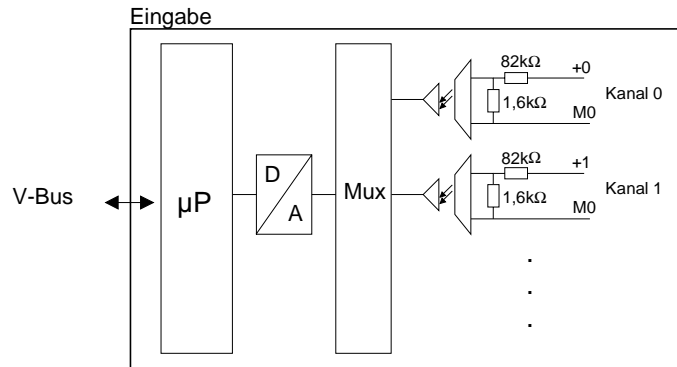 Eingabe
82kΩ
+0
1,6kΩ
Kanal 0
M0
82kΩ
+1
1,6kΩ
Kanal 1
M0
V-Bus
µP
D
A
Mux